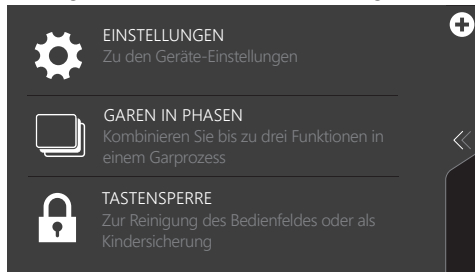 EINSTELLUNGEN
Zu den Geräte-Einstellungen
GAREN IN PHASEN
Kombinieren Sie bis zu drei Funktionen in
einem Garprozess
TASTENSPERRE
Zur Reinigung des Bedienfeldes oder als
Kindersicherung